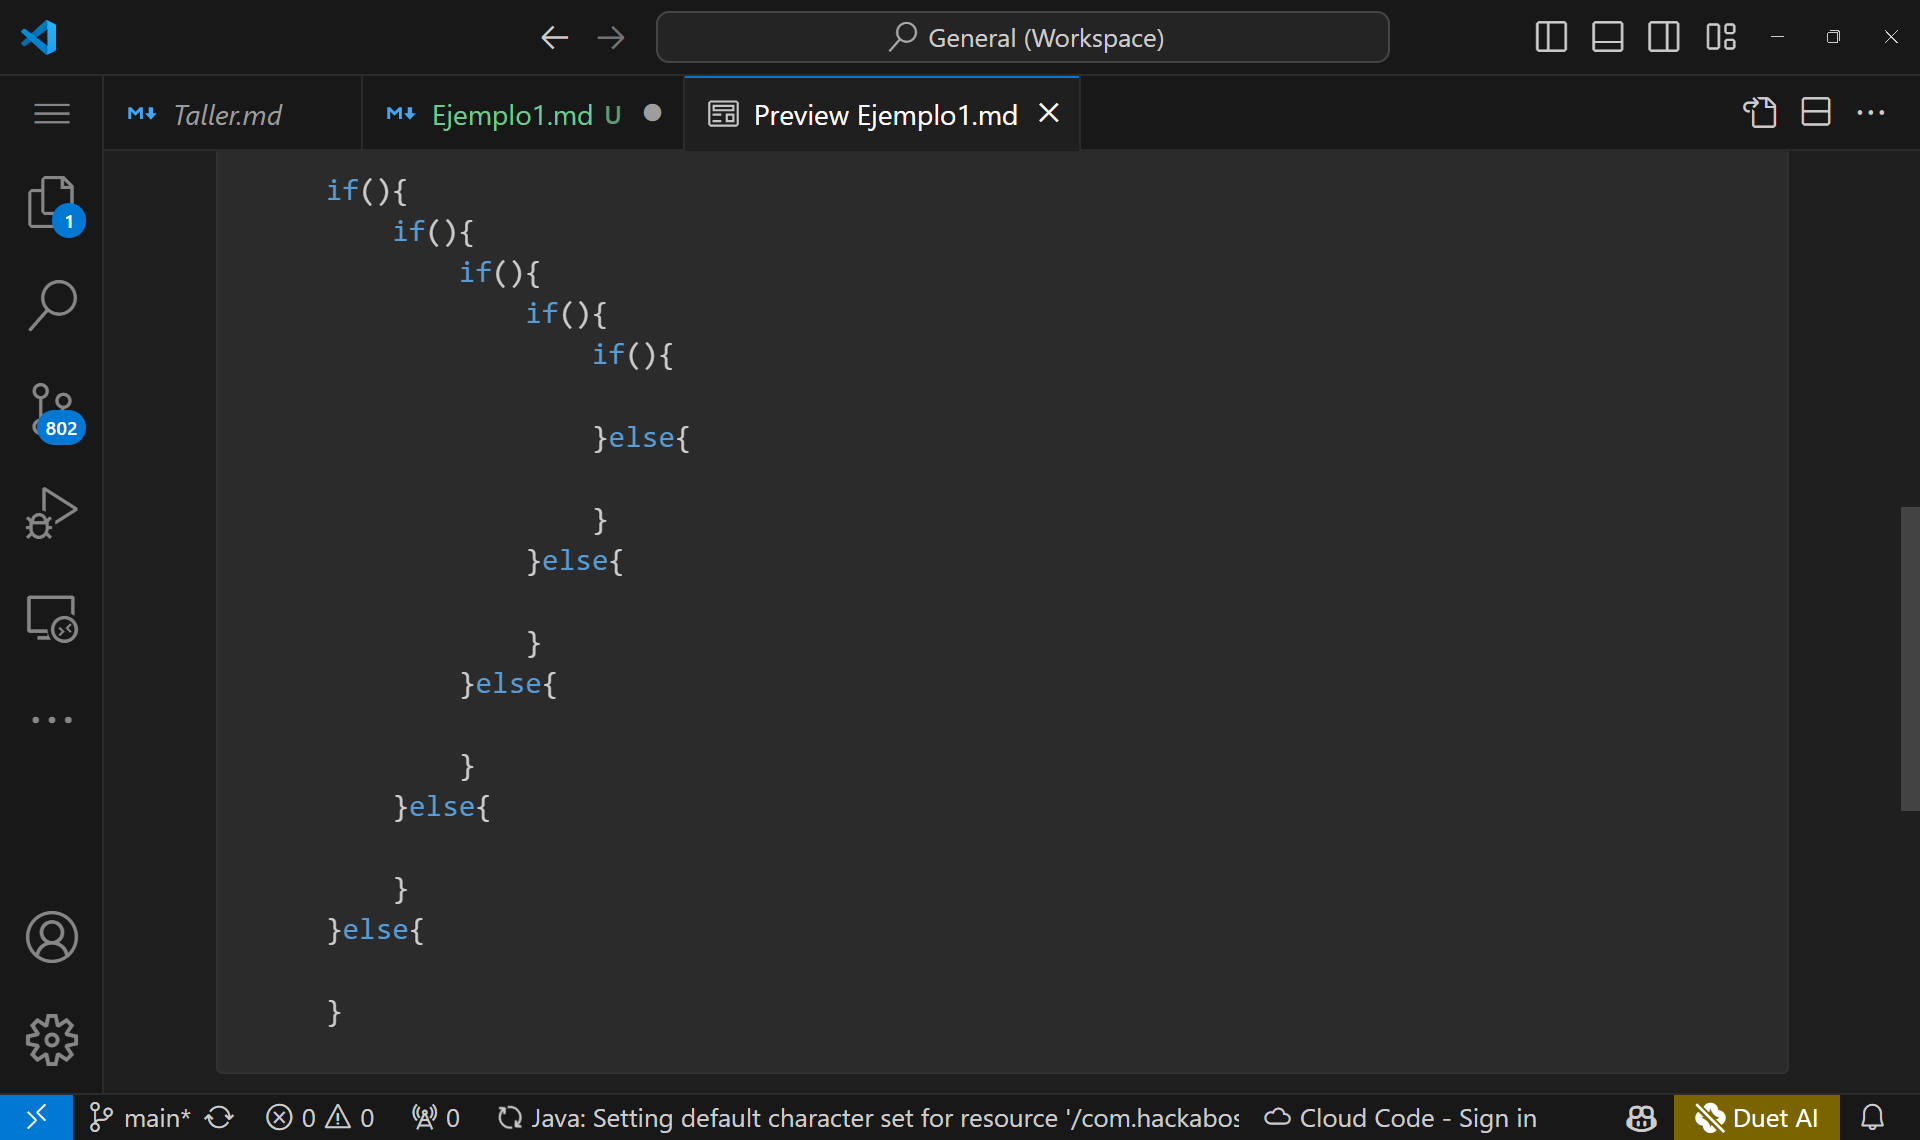 General (Workspace)
Taller.md
Ejemplo1.md U
Preview Ejemplo1.md
1
802
if(){
if(){
if(){
if(){
if(){
}else{
}
}else{
}
}else{
}
}else{
}
}else{
}
main* 0 0 0 Java: Setting default character set for resource '/com.hackabos Cloud Code - Sign in Duet AI